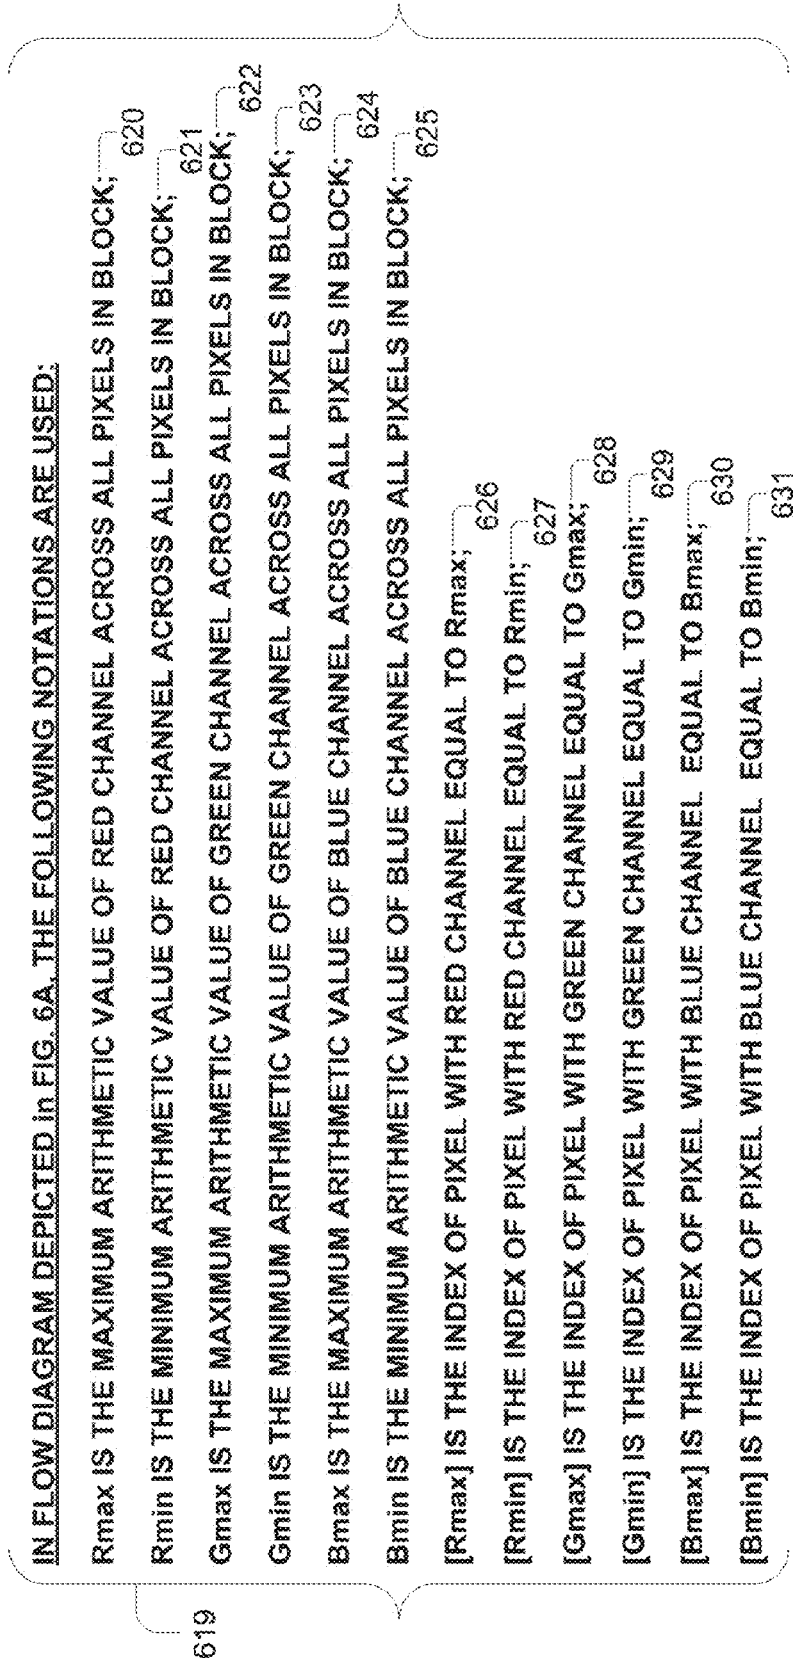 IN FLOW DIAGRAM DEPICTED in FIG. 6A, THE FOLLOWING NOTATIONS ARE USED:
Rmax IS THE MAXIMUM ARITHMETIC VALUE OF RED CHANNEL ACROSS ALL PIXELS IN BLOCK; 620
Rmin IS THE MINIMUM ARITHMETIC VALUE OF RED CHANNEL ACROSS ALL PIXELS IN BLOCK; 621
Gmax IS THE MAXIMUM ARITHMETIC VALUE OF GREEN CHANNEL ACROSS ALL PIXELS IN BLOCK; 622
Gmin IS THE MINIMUM ARITHMETIC VALUE OF GREEN CHANNEL ACROSS ALL PIXELS IN BLOCK; 623
Bmax IS THE MAXIMUM ARITHMETIC VALUE OF BLUE CHANNEL ACROSS ALL PIXELS IN BLOCK; 624
Bmin IS THE MINIMUM ARITHMETIC VALUE OF BLUE CHANNEL ACROSS ALL PIXELS IN BLOCK; 625
[Rmax] IS THE INDEX OF PIXEL WITH RED CHANNEL EQUAL TO Rmax; 626
[Rmin] IS THE INDEX OF PIXEL WITH RED CHANNEL EQUAL TO Rmin; 627
[Gmax] IS THE INDEX OF PIXEL WITH GREEN CHANNEL EQUAL TO Gmax; 628
[Gmin] IS THE INDEX OF PIXEL WITH GREEN CHANNEL EQUAL TO Gmin; 629
[Bmax] IS THE INDEX OF PIXEL WITH BLUE CHANNEL EQUAL TO Bmax; 630
[Bmin] IS THE INDEX OF PIXEL WITH BLUE CHANNEL EQUAL TO Bmin; 631
619